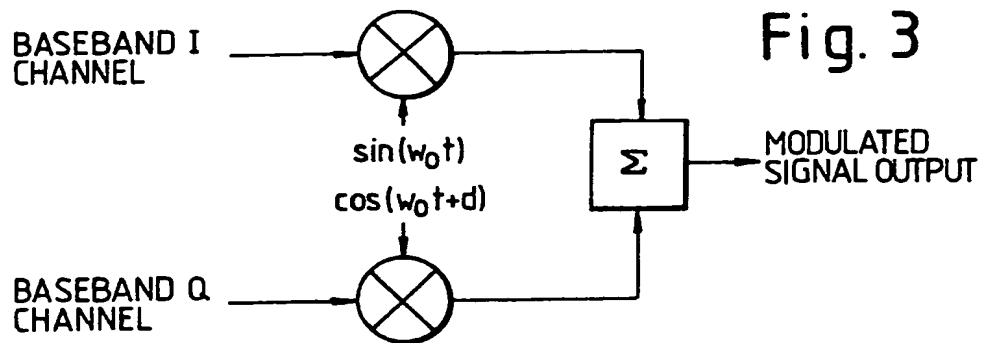 BASEBAND I
CHANNEL
Fig. 3
sin(w₀t)
cos(w₀t+d)
Σ
MODULATED
SIGNAL OUTPUT
BASEBAND Q
CHANNEL